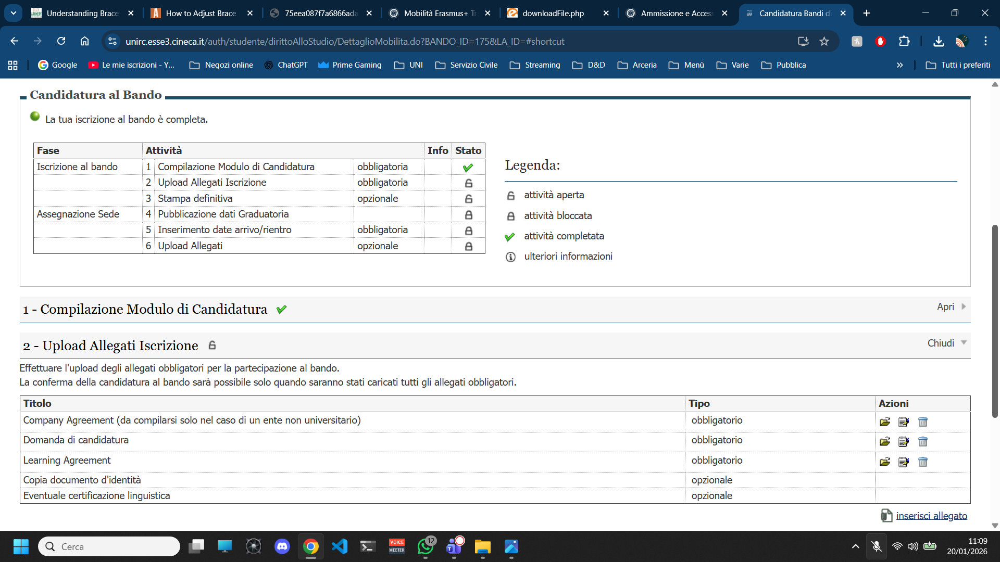 Understanding Brace
How to Adjust Brace
75eea087f7a6866ada
Mobilità Erasmus+ Tr
downloadFile.php
Ammissione e Access
Candidatura Bandi di
unirc.esse3.cineca.it/auth/studente/dirittoAlloStudio/DettaglioMobilita.do?BANDO_ID=175&LA_ID=#shortcut
Google
Le mie iscrizioni - Y...
Negozi online
ChatGPT
Prime Gaming
UNI
Servizio Civile
Streaming
D&D
Arceria
Menù
Varie
Pubblica
Tutti i preferiti
Candidatura al Bando
La tua iscrizione al bando è completa.
Fase Attività Info Stato
Iscrizione al bando 1 Compilazione Modulo di Candidatura obbligatoria
2 Upload Allegati Iscrizione obbligatoria
3 Stampa definitiva opzionale
Assegnazione Sede 4 Pubblicazione dati Graduatoria
5 Inserimento date arrivo/rientro obbligatoria
6 Upload Allegati opzionale
Legenda:
attività aperta
attività bloccata
attività completata
ulteriori informazioni
1 - Compilazione Modulo di Candidatura
Apri
2 - Upload Allegati Iscrizione
Chiudi
Effettuare l'upload degli allegati obbligatori per la partecipazione al bando.
La conferma della candidatura al bando sarà possibile solo quando saranno stati caricati tutti gli allegati obbligatori.
Titolo Tipo Azioni
Company Agreement (da compilarsi solo nel caso di un ente non universitario) obbligatorio
Domanda di candidatura obbligatorio
Learning Agreement obbligatorio
Copia documento d'identità opzionale
Eventuale certificazione linguistica opzionale
inserisci allegato
Cerca
VOICE
MEETER
12
11:09
20/01/2026